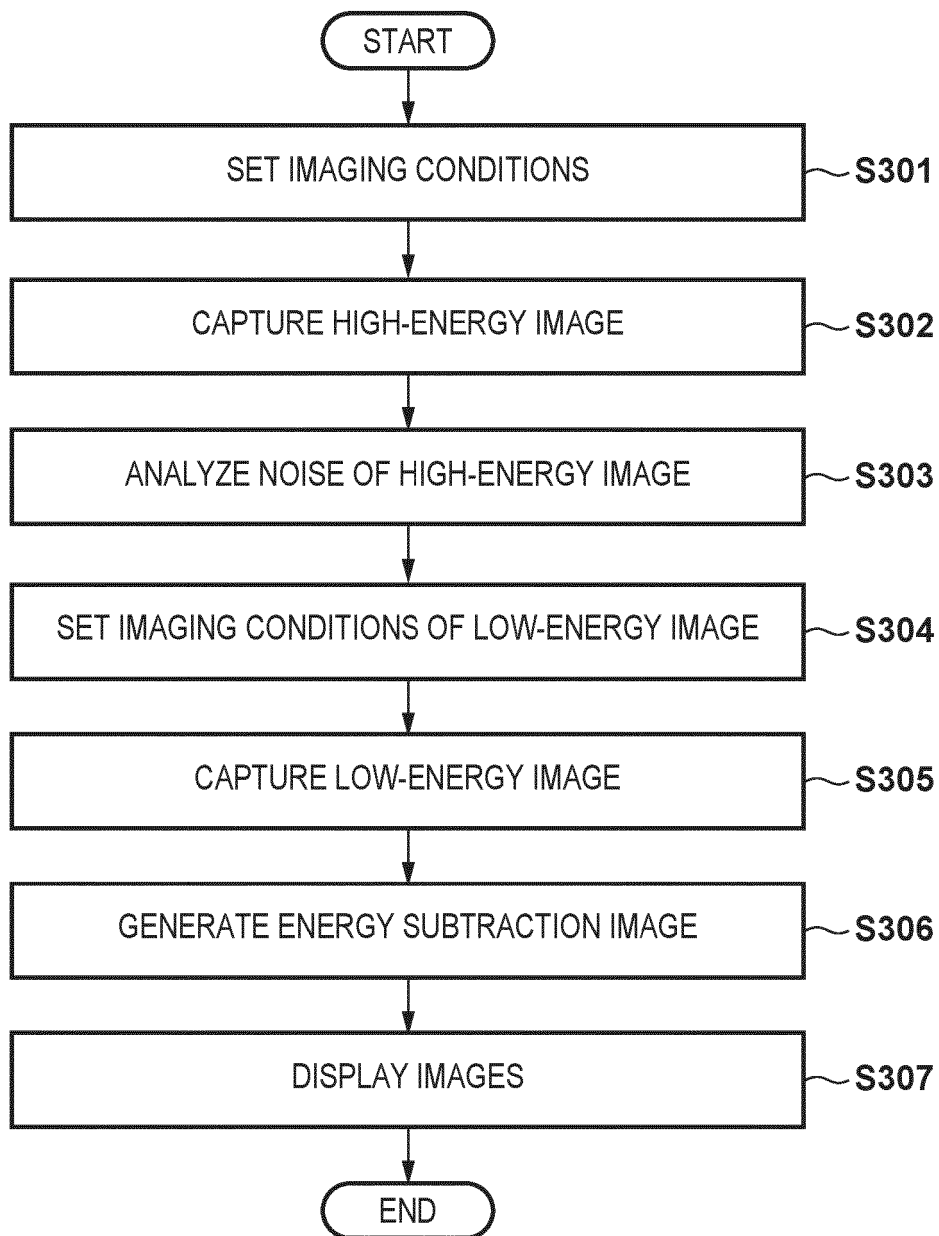 START
SET IMAGING CONDITIONS
S301
CAPTURE HIGH-ENERGY IMAGE
S302
ANALYZE NOISE OF HIGH-ENERGY IMAGE
S303
SET IMAGING CONDITIONS OF LOW-ENERGY IMAGE
S304
CAPTURE LOW-ENERGY IMAGE
S305
GENERATE ENERGY SUBTRACTION IMAGE
S306
DISPLAY IMAGES
S307
END